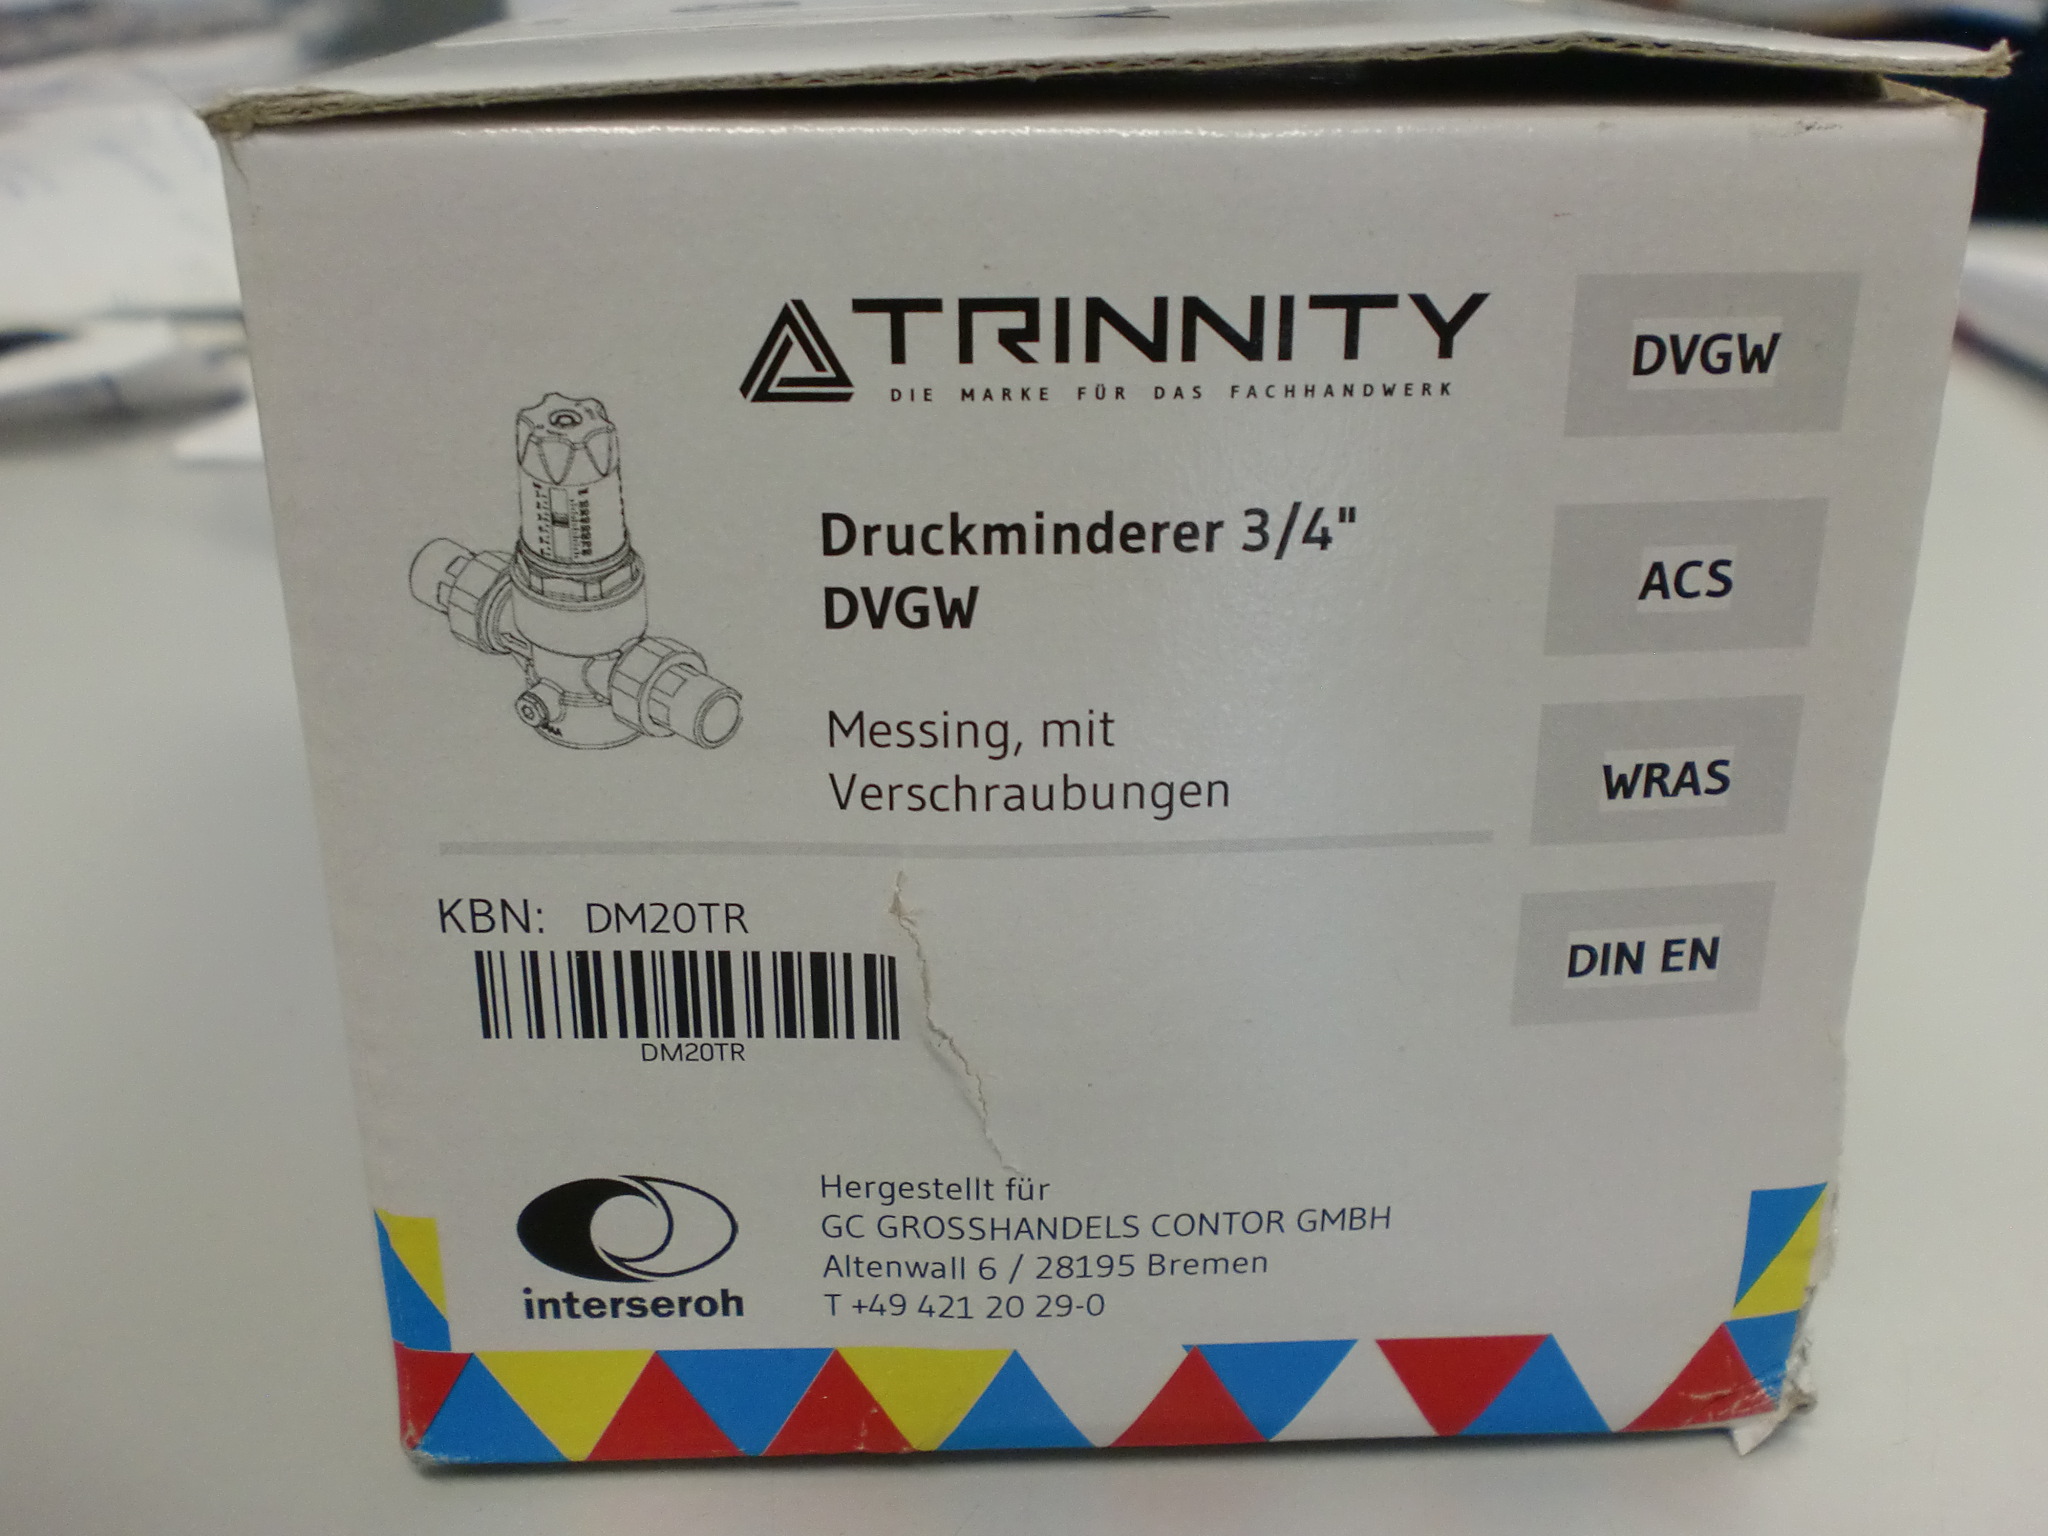 TRINNITY
DIE MARKE FÜR DAS FACHHANDWERK
Druckminderer 3/4"
DVGW
Messing, mit
Verschraubungen
DVGW
ACS
WRAS
DIN EN
KBN: DM20TR
DM20TR
interseroh
Hergestellt für
GC GROSSHANDELS CONTOR GMBH
Altenwall 6 / 28195 Bremen
T +49 421 20 29-0